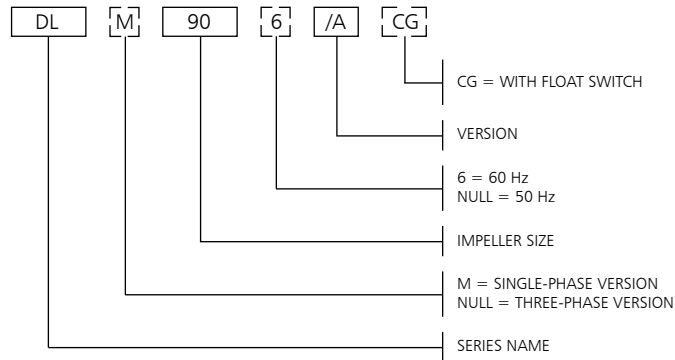 DL M 90 6 /A CG
CG = WITH FLOAT SWITCH
VERSION
6 = 60 Hz
NULL = 50 Hz
IMPELLER SIZE
M = SINGLE-PHASE VERSION
NULL = THREE-PHASE VERSION
SERIES NAME